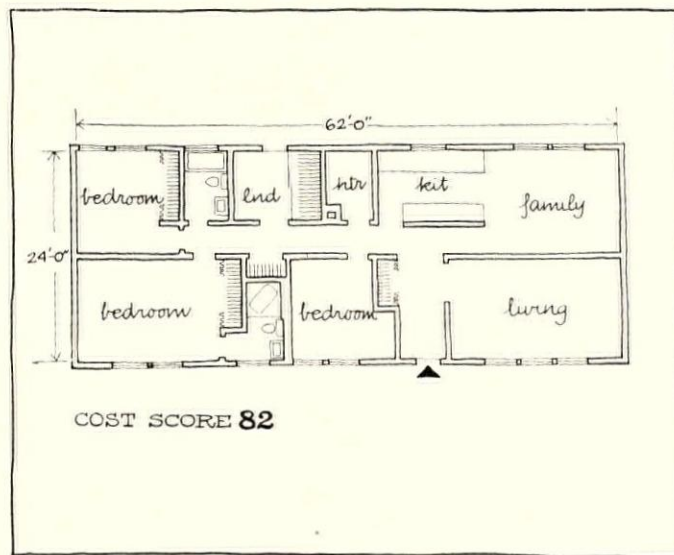 62'-0"
bedroom
lnd
htr
kit
family
24'-0"
bedroom
bedroom
living
COST SCORE 82